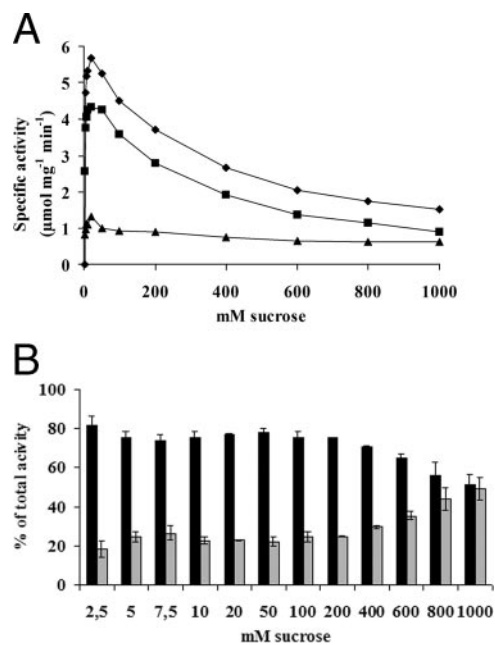 A
Specific activity
(µmol mg⁻¹ min⁻¹)
6
5
4
3
2
1
0
0 200 400 600 800 1000
mM sucrose
B
% of total acivity
100
80
60
40
20
0
2,5 5 7,5 10 20 50 100 200 400 600 800 1000
mM sucrose